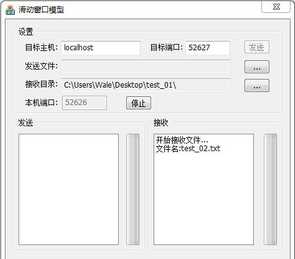 滑动窗口模型
设置
目标主机: localhost 目标端口: 52627 发送
发送文件: ...
接收目录: C:\Users\Wale\Desktop\test_01\ ...
本机端口: 52626 停止
发送 接收
开始接收文件...
文件名:test_02.txt